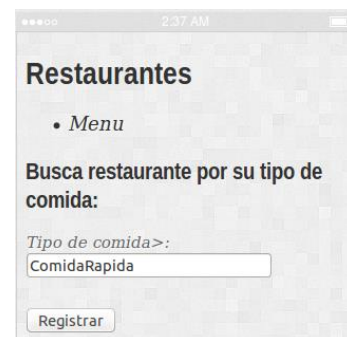 2:37 AM
Restaurantes
• Menu
Busca restaurante por su tipo de
comida:
Tipo de comida>:
ComidaRapida
Registrar